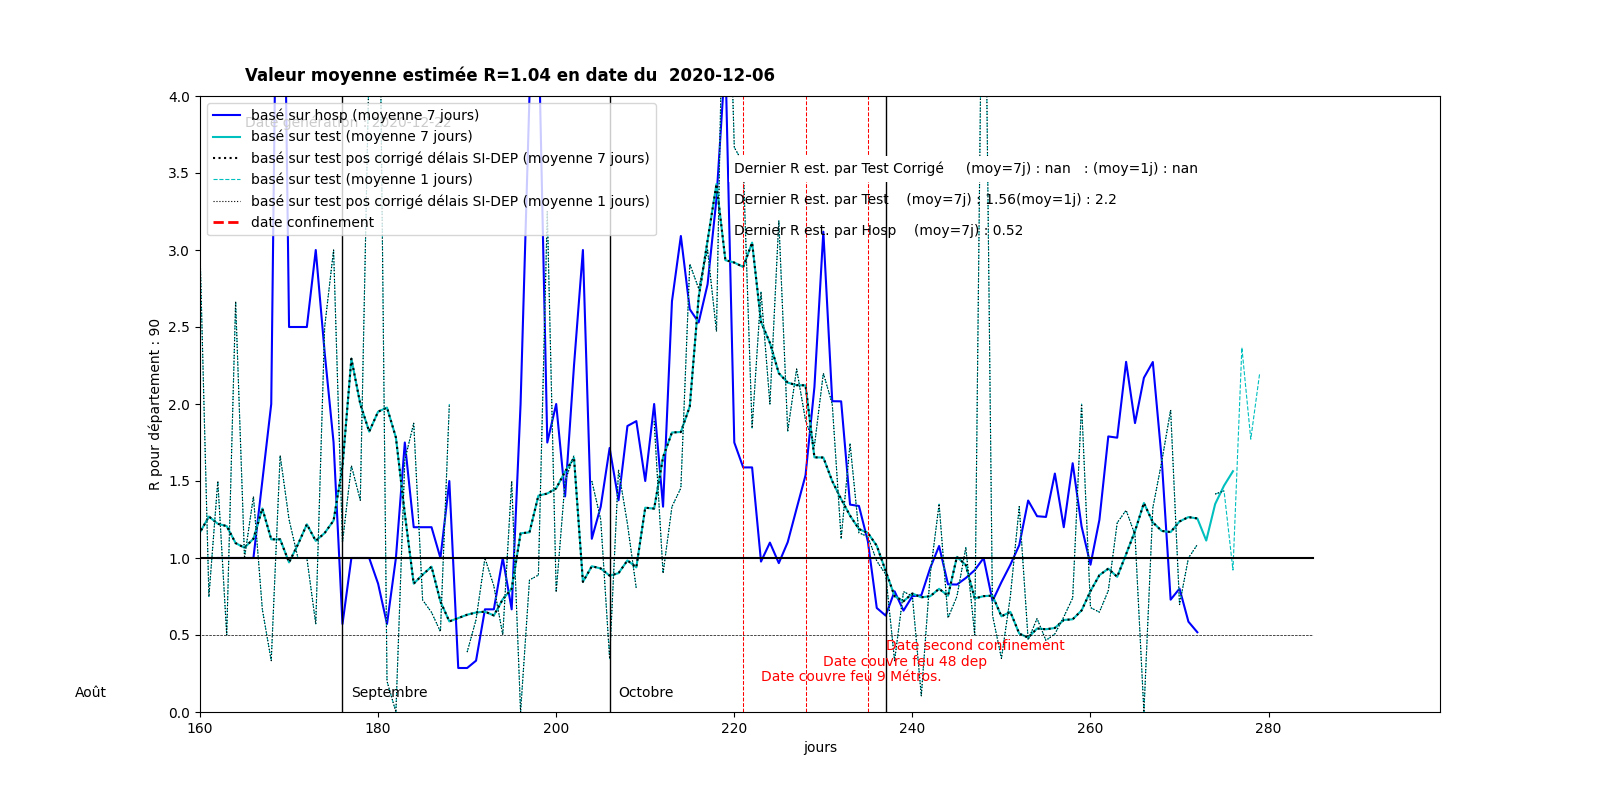 Valeur moyenne estimée R=1.04 en date du  2020-12-06
4.0
3.5
3.0
2.5
2.0
1.5
1.0
0.5
0.0
R pour département : 90
basé sur hosp (moyenne 7 jours)
basé sur test (moyenne 7 jours)
basé sur test pos corrigé délais SI-DEP (moyenne 7 jours)
basé sur test (moyenne 1 jours)
basé sur test pos corrigé délais SI-DEP (moyenne 1 jours)
date confinement
Dernier R est. par Test Corrigé     (moy=7j) : nan   : (moy=1j) : nan
Dernier R est. par Test    (moy=7j) : 1.56(moy=1j) : 2.2
Dernier R est. par Hosp    (moy=7j) : 0.52
Date second confinement
Date couvre feu 48 dep
Date couvre feu 9 Métros.
Août
Septembre
Octobre
160
180
200
220
240
260
280
jours